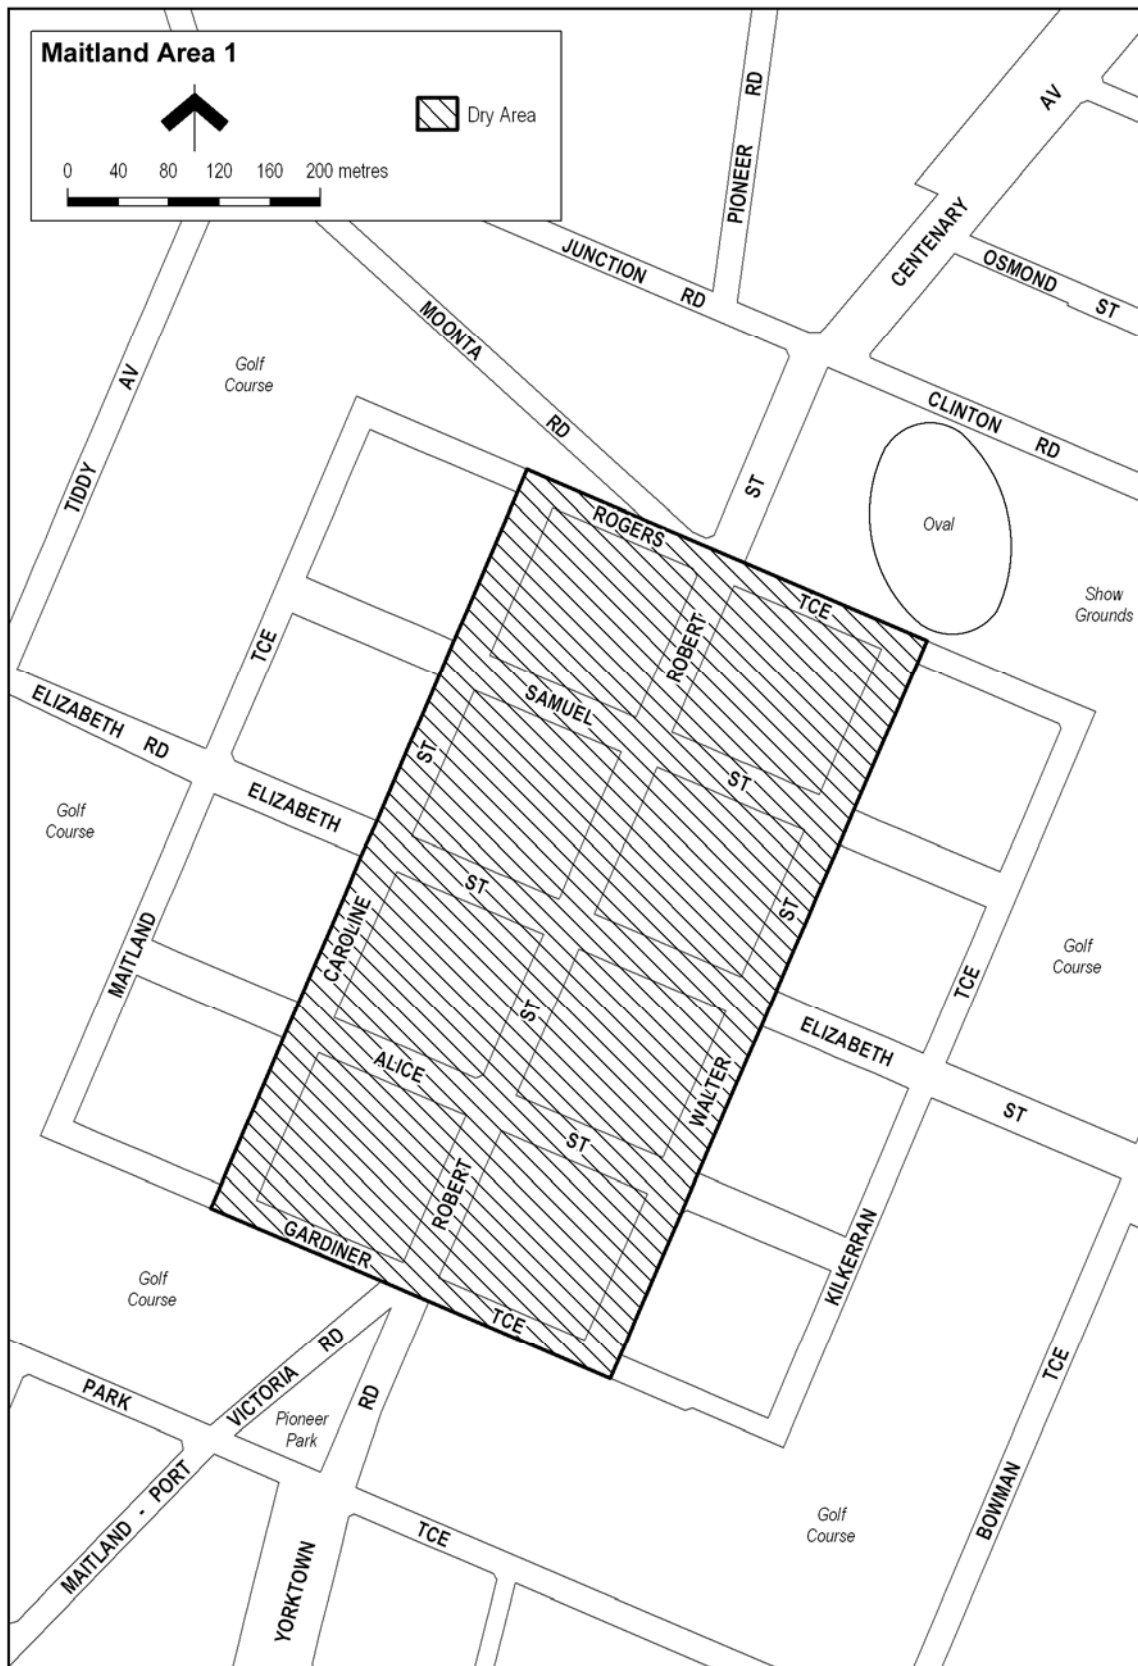 Maitland Area 1
Dry Area
0 40 80 120 160 200 metres
PIONEER RD
CENTENARY AV
JUNCTION RD
OSMOND ST
MOONTA RD
Golf
Course
TIDDY AV
CLINTON RD
ST
Oval
Show
Grounds
ROGERS TCE
ROBERT
TCE
SAMUEL ST
ST
ELIZABETH RD
ELIZABETH ST
Golf
Course
CAROLINE
ST
MAITLAND
Golf
Course
TCE
ST
ELIZABETH ST
ALICE ST
WALTER
ROBERT
KILKERRAN
GARDINER TCE
Golf
Course
VICTORIA RD
PARK
Pioneer
Park
RD
TCE
BOWMAN
MAITLAND - PORT
YORKTOWN
TCE
Golf
Course